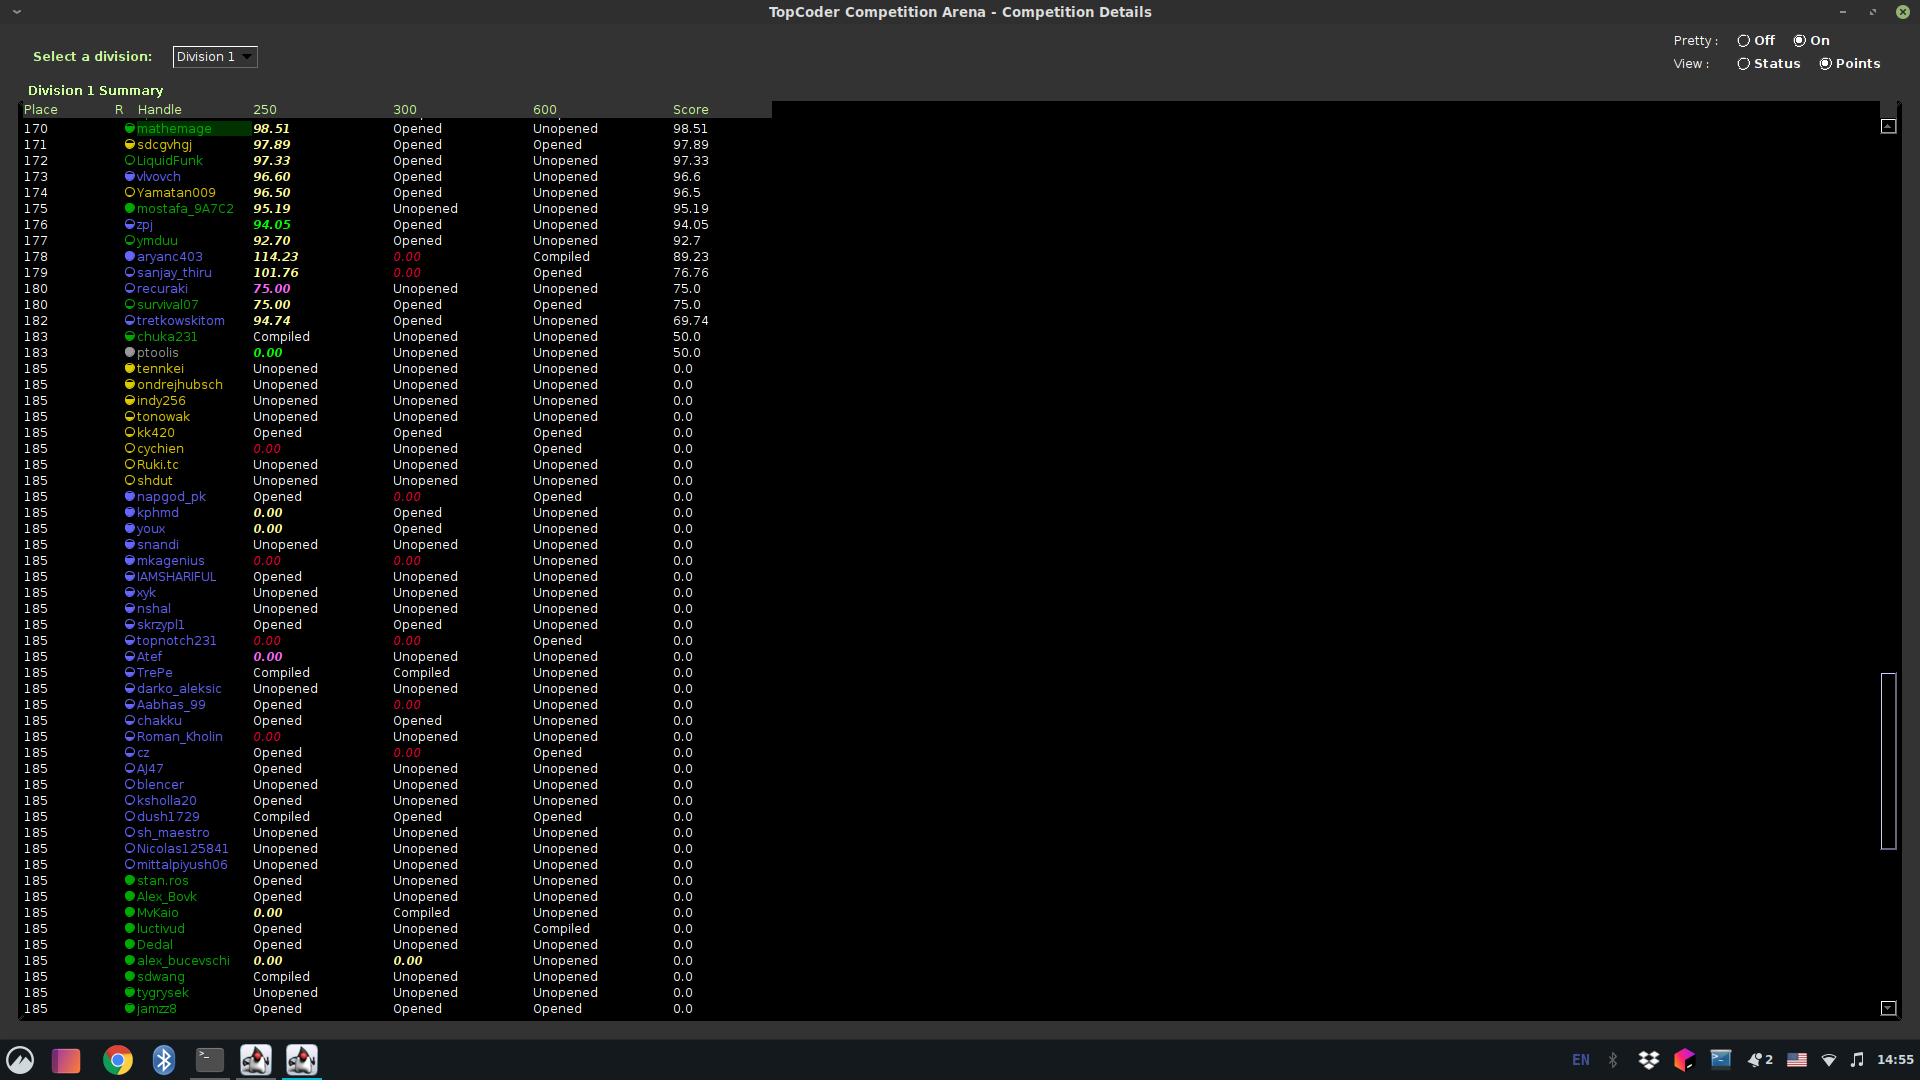 TopCoder Competition Arena - Competition Details
Select a division: Division 1
Pretty : Off On
View : Status Points
Division 1 Summary
Place R Handle 250 300 600 Score
170 mathemage 98.51 Opened Unopened 98.51
171 sdcgvhgj 97.89 Opened Opened 97.89
172 LiquidFunk 97.33 Opened Unopened 97.33
173 vlvovch 96.60 Opened Unopened 96.6
174 Yamatan009 96.50 Opened Unopened 96.5
175 mostafa_9A7C2 95.19 Unopened Unopened 95.19
176 zpj 94.05 Opened Unopened 94.05
177 ymduu 92.70 Opened Unopened 92.7
178 aryanc403 114.23 0.00 Compiled 89.23
179 sanjay_thiru 101.76 0.00 Opened 76.76
180 recuraki 75.00 Unopened Unopened 75.0
180 survival07 75.00 Opened Opened 75.0
182 tretkowskitom 94.74 Opened Unopened 69.74
183 chuka231 Compiled Unopened Unopened 50.0
183 ptoolis 0.00 Unopened Unopened 50.0
185 tennkei Unopened Unopened Unopened 0.0
185 ondrejhubsch Unopened Unopened Unopened 0.0
185 indy256 Unopened Unopened Unopened 0.0
185 tonowak Unopened Unopened Unopened 0.0
185 kk420 Opened Opened Opened 0.0
185 cychien 0.00 Unopened Opened 0.0
185 Ruki.tc Unopened Unopened Unopened 0.0
185 shdut Unopened Unopened Unopened 0.0
185 napgod_pk Opened 0.00 Opened 0.0
185 kphmd 0.00 Opened Unopened 0.0
185 youx 0.00 Opened Unopened 0.0
185 snandi Unopened Unopened Unopened 0.0
185 mkagenius 0.00 0.00 Unopened 0.0
185 IAMSHARIFUL Opened Unopened Unopened 0.0
185 xyk Unopened Unopened Unopened 0.0
185 nshal Unopened Unopened Unopened 0.0
185 skrzypl1 Opened Opened Unopened 0.0
185 topnotch231 0.00 0.00 Opened 0.0
185 Atef 0.00 Unopened Unopened 0.0
185 TrePe Compiled Compiled Unopened 0.0
185 darko_aleksic Unopened Unopened Unopened 0.0
185 Aabhas_99 Opened 0.00 Unopened 0.0
185 chakku Opened Opened Unopened 0.0
185 Roman_Kholin 0.00 Unopened Unopened 0.0
185 cz Opened 0.00 Opened 0.0
185 AJ47 Opened Unopened Unopened 0.0
185 blencer Unopened Unopened Unopened 0.0
185 ksholla20 Opened Unopened Unopened 0.0
185 dush1729 Compiled Opened Opened 0.0
185 sh_maestro Unopened Unopened Unopened 0.0
185 Nicolas125841 Unopened Unopened Unopened 0.0
185 mittalpiyush06 Unopened Unopened Unopened 0.0
185 stan.ros Opened Unopened Unopened 0.0
185 Alex_Bovk Opened Unopened Unopened 0.0
185 MvKaio 0.00 Compiled Unopened 0.0
185 luctivud Opened Unopened Compiled 0.0
185 Dedal Opened Unopened Unopened 0.0
185 alex_bucevschi 0.00 0.00 Unopened 0.0
185 sdwang Compiled Unopened Unopened 0.0
185 tygrysek Unopened Unopened Unopened 0.0
185 jamzz8 Opened Opened Opened 0.0
EN 2 14:55